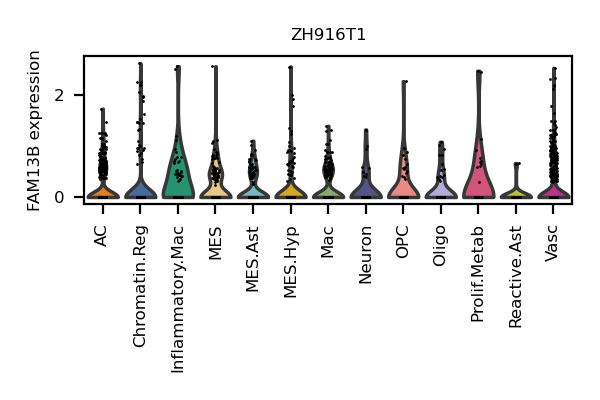 ZH916T1
FAM13B expression
2
0
AC
Chromatin.Reg
Inflammatory.Mac
MES
MES.Ast
MES.Hyp
Mac
Neuron
OPC
Oligo
Prolif.Metab
Reactive.Ast
Vasc